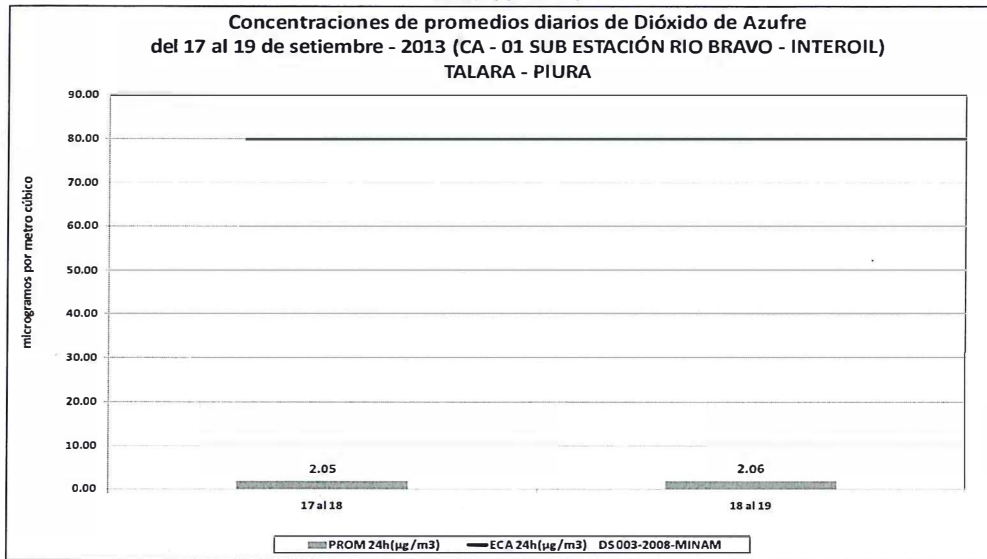 Concentraciones de promedios diarios de Dióxido de Azufre
del 17 al 19 de setiembre - 2013 (CA - 01 SUB ESTACIÓN RIO BRAVO - INTEROIL)
TALARA - PIURA
microgramos por metro cúbico
90.00
80.00
70.00
60.00
50.00
40.00
30.00
20.00
10.00
0.00
2.05
2.06
17 al 18
18 al 19
PROM 24h(µg/m3) ECA 24h(µg/m3) DS 003-2008-MINAM